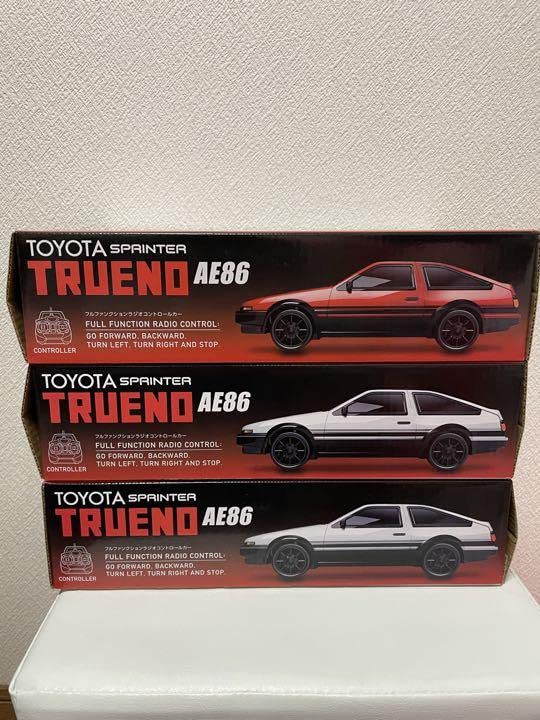 TOYOTA SPRINTER
TRUENO AE86
フルファンクションラジオコントロールカー
FULL FUNCTION RADIO CONTROL:
GO FORWARD, BACKWARD,
TURN LEFT, TURN RIGHT AND STOP.
CONTROLLER
TOYOTA SPRINTER
TRUENO AE86
フルファンクションラジオコントロールカー
FULL FUNCTION RADIO CONTROL:
GO FORWARD, BACKWARD,
TURN LEFT, TURN RIGHT AND STOP.
CONTROLLER
TOYOTA SPRINTER
TRUENO AE86
フルファンクションラジオコントロールカー
FULL FUNCTION RADIO CONTROL:
GO FORWARD, BACKWARD,
TURN LEFT, TURN RIGHT AND STOP.
CONTROLLER